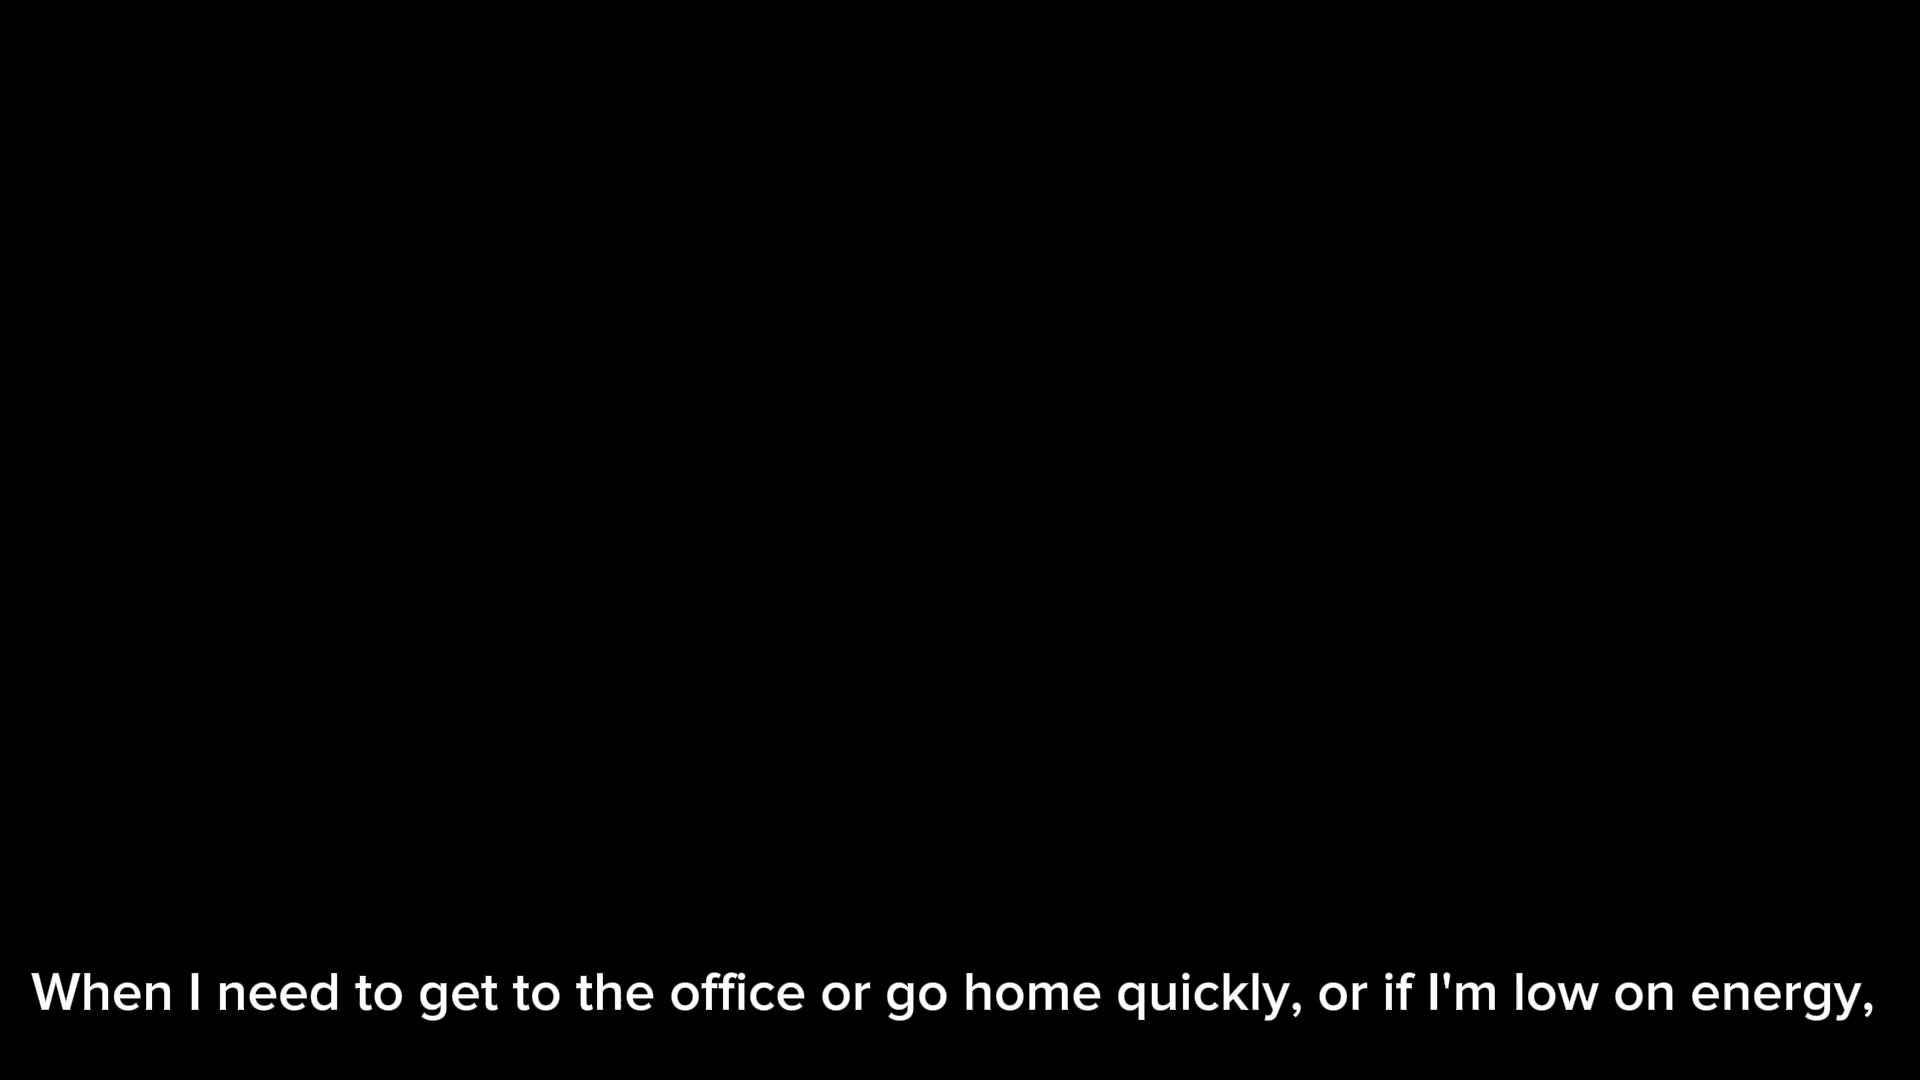 When I need to get to the office or go home quickly, or if I'm low on energy,